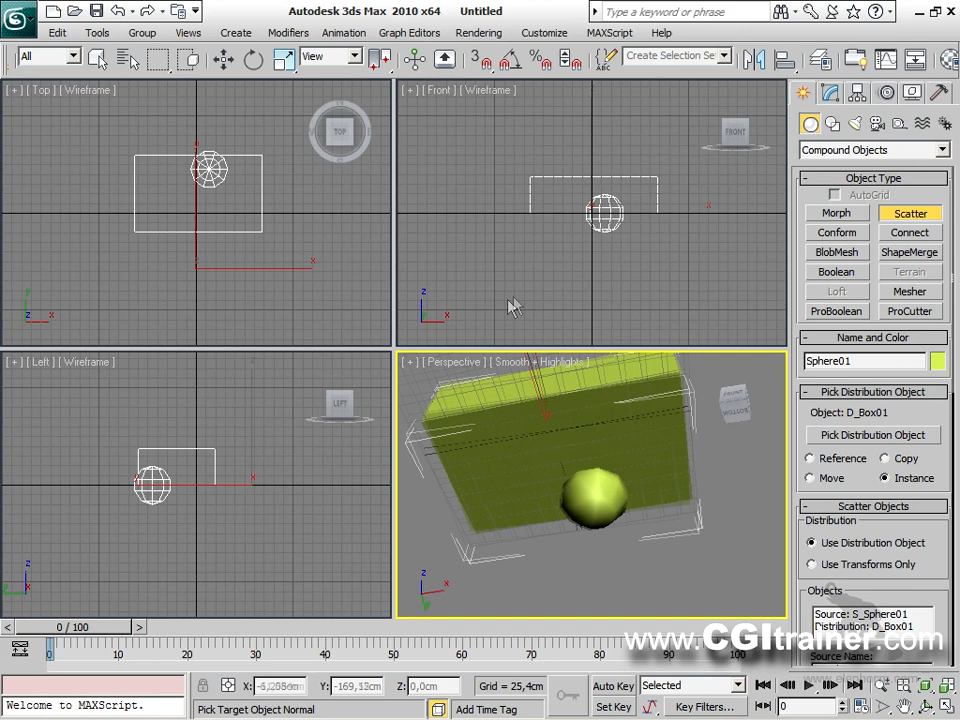 Autodesk 3ds Max 2010 x64 Untitled
Type a keyword or phrase
Edit Tools Group Views Create Modifiers Animation Graph Editors Rendering Customize MAXScript Help
All View 3 Create Selection Se
[ + ] [ Top ] [ Wireframe ]
TOP
[ + ] [ Front ] [ Wireframe ]
FRONT
Compound Objects
- Object Type
AutoGrid
Morph Scatter
Conform Connect
BlobMesh ShapeMerge
Boolean Terrain
Loft Mesher
ProBoolean ProCutter
- Name and Color
Sphere01
[ + ] [ Left ] [ Wireframe ]
LEFT
[ + ] [ Perspective ] [ Smooth + Highlights ]
FRONT
BOTTOM
- Pick Distribution Object
Object: D_Box01
Pick Distribution Object
Reference Copy
Move Instance
- Scatter Objects
Distribution
Use Distribution Object
Use Transforms Only
Objects
Source: S_Sphere01
Distribution: D_Box01
Source Name:
www.CGItrainer.com
< 0 / 100 >
0 10 20 30 40 50 60 70 80 90 100
Welcome to MAXScript.
X: Y: Z: 0,0cm Grid = 25,4cm
Pick Target Object Normal
Add Time Tag
Auto Key Selected
Set Key Key Filters...
0